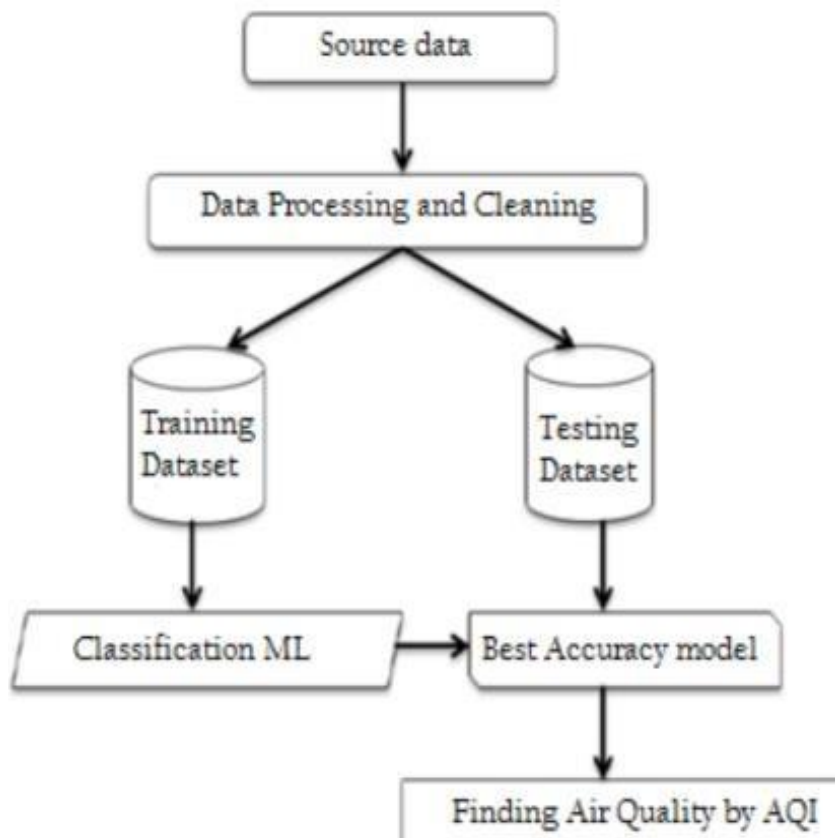 Source data
Data Processing and Cleaning
Training
Dataset
Testing
Dataset
Classification ML
Best Accuracy model
Finding Air Quality by AQI